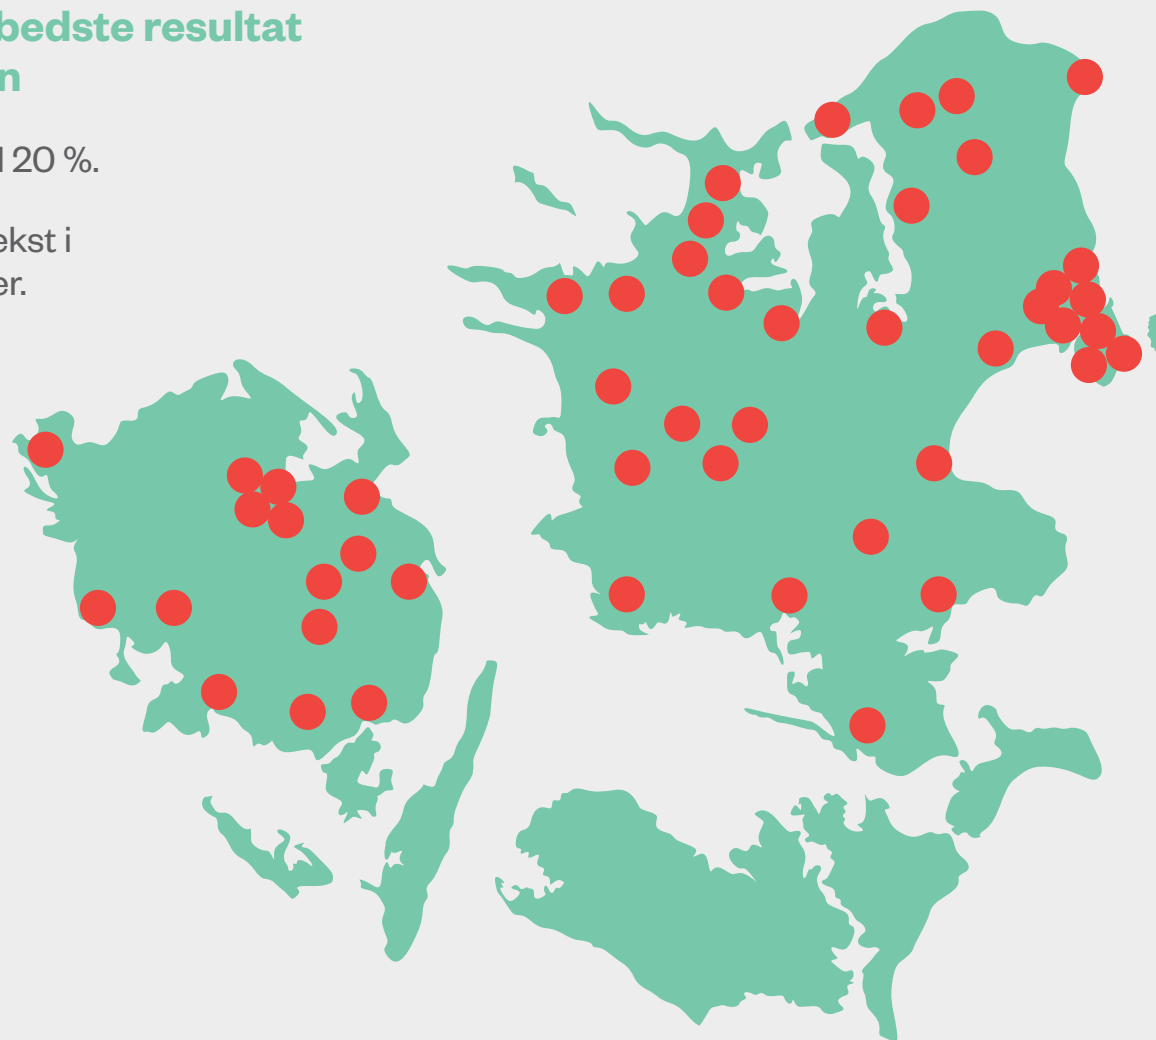 bedste resultat
n
20 %.
ekst i
er.